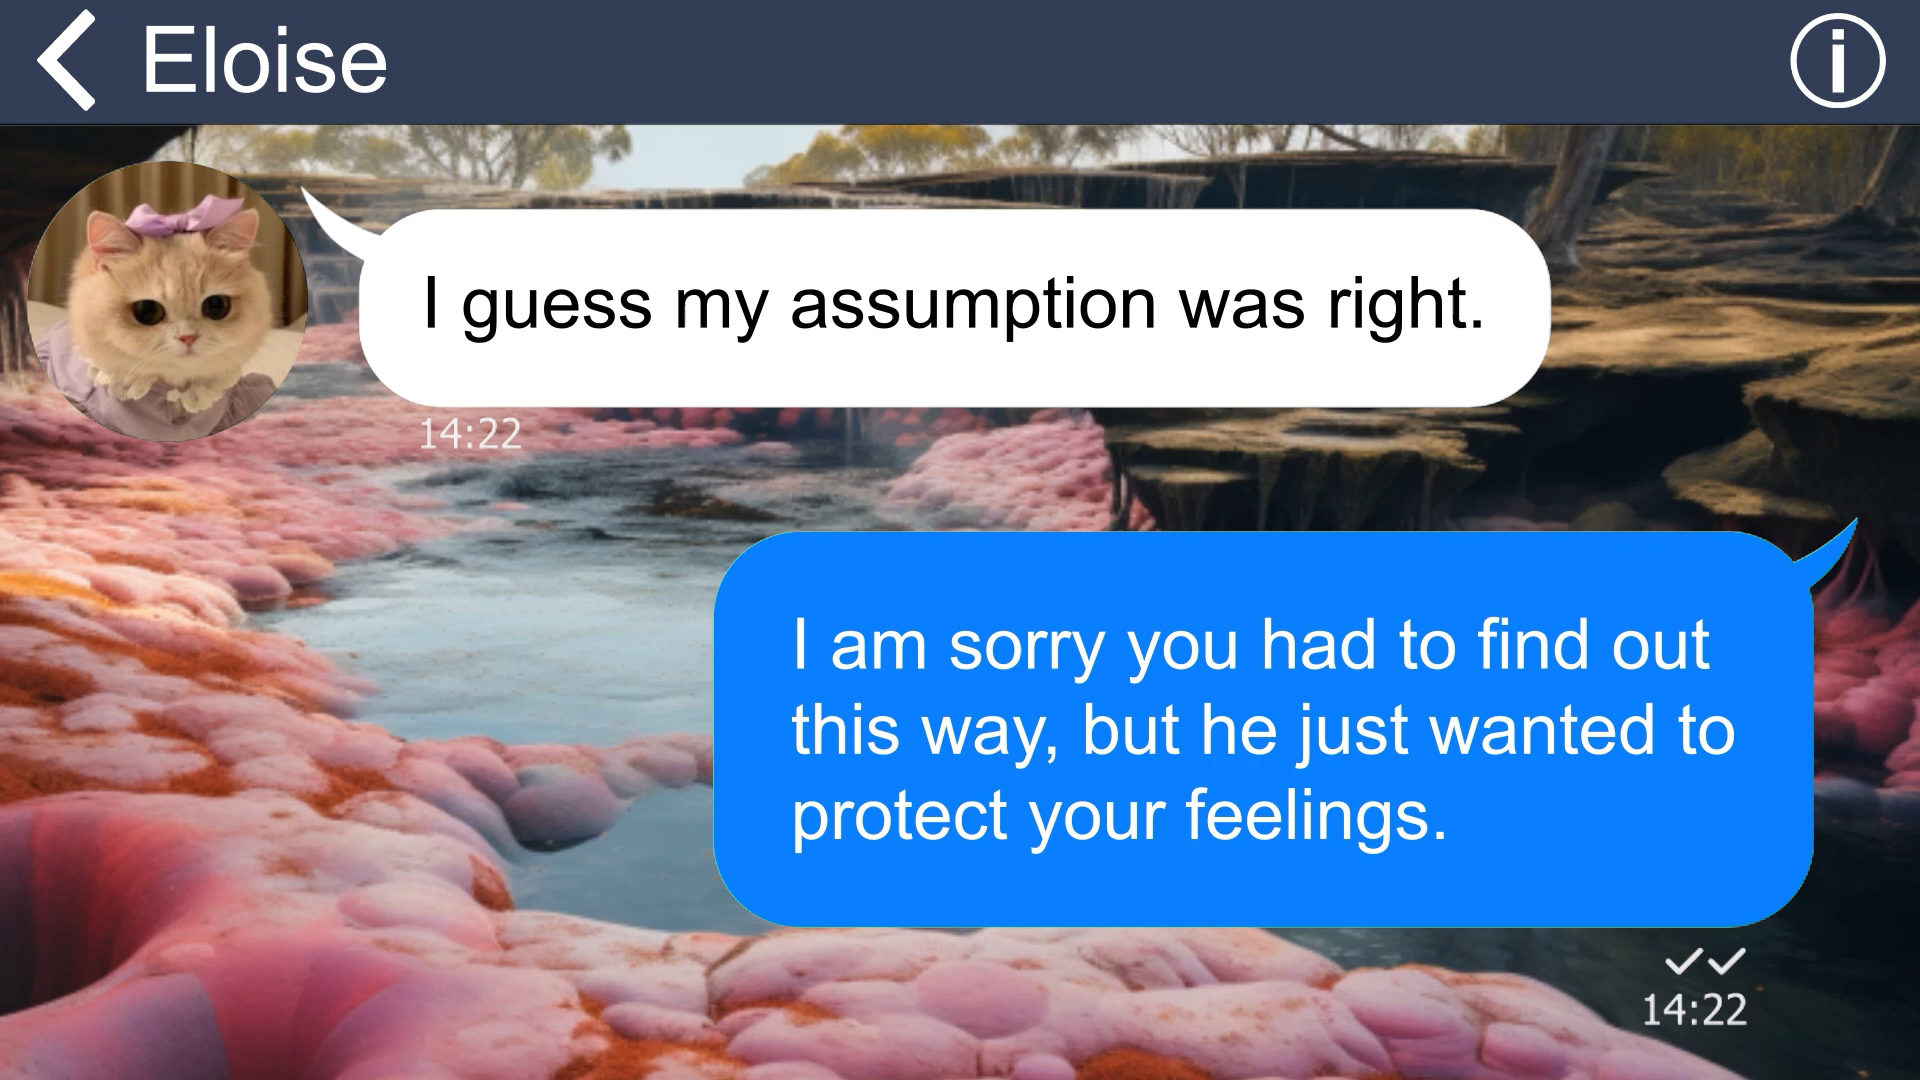 Eloise
I guess my assumption was right.
14:22
I am sorry you had to find out
this way, but he just wanted to
protect your feelings.
14:22